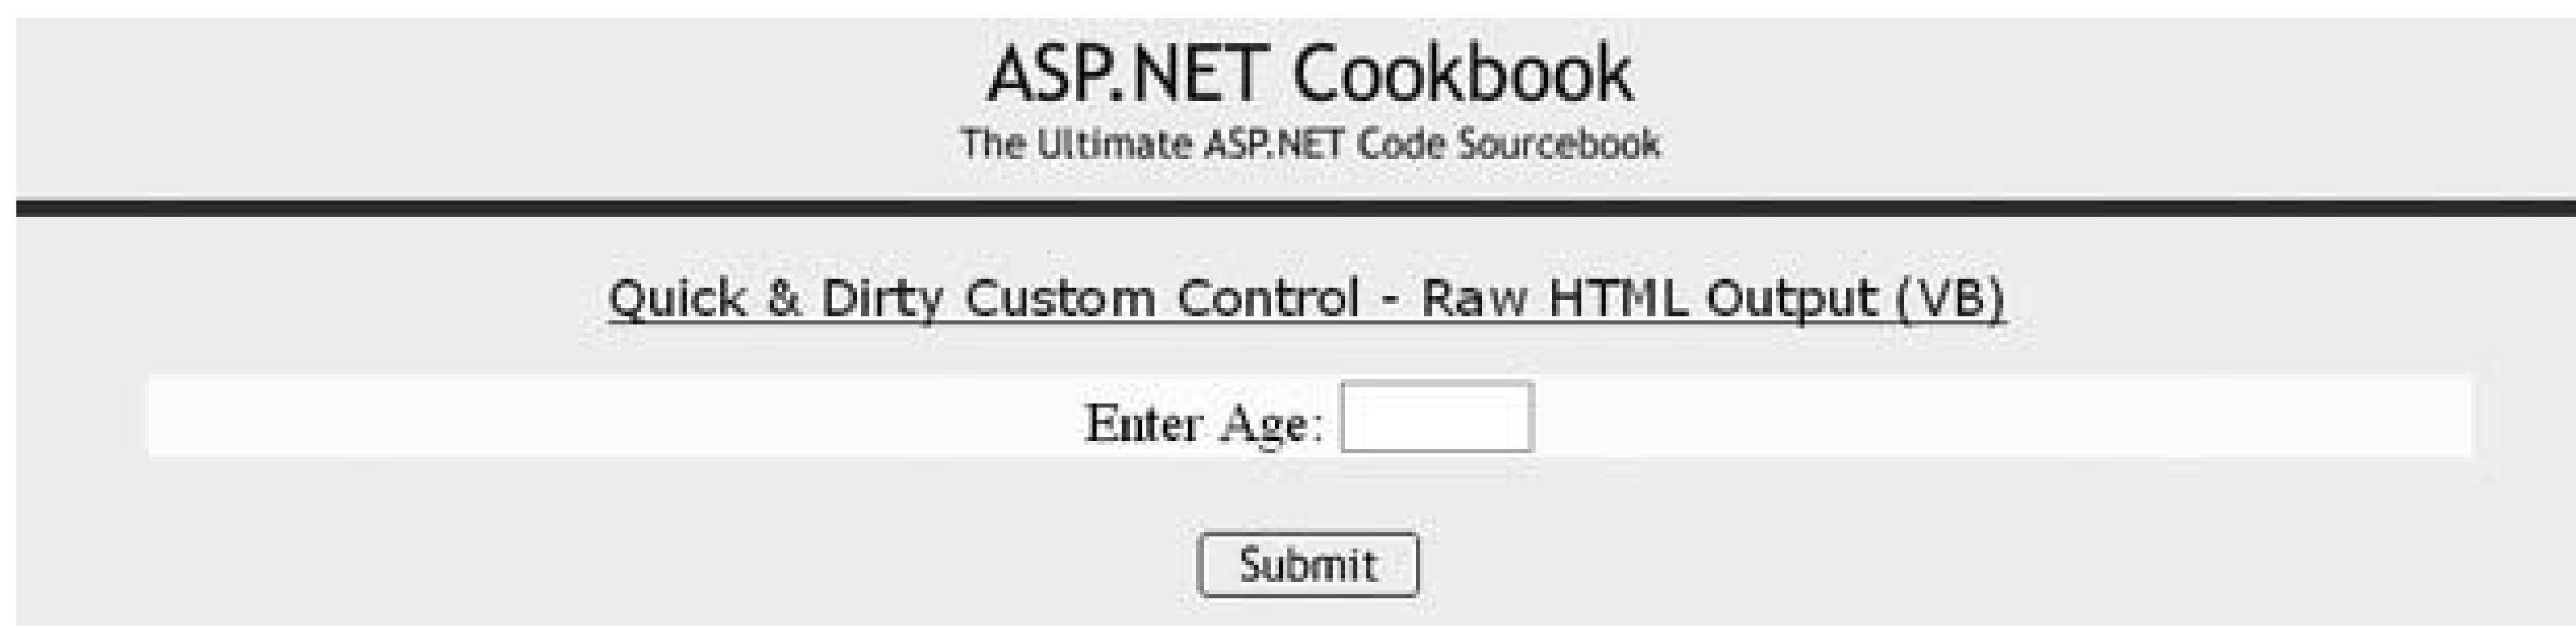 ASP.NET Cookbook
The Ultimate ASP.NET Code Sourcebook
Quick & Dirty Custom Control - Raw HTML Output (VB)
Enter Age:
Submit